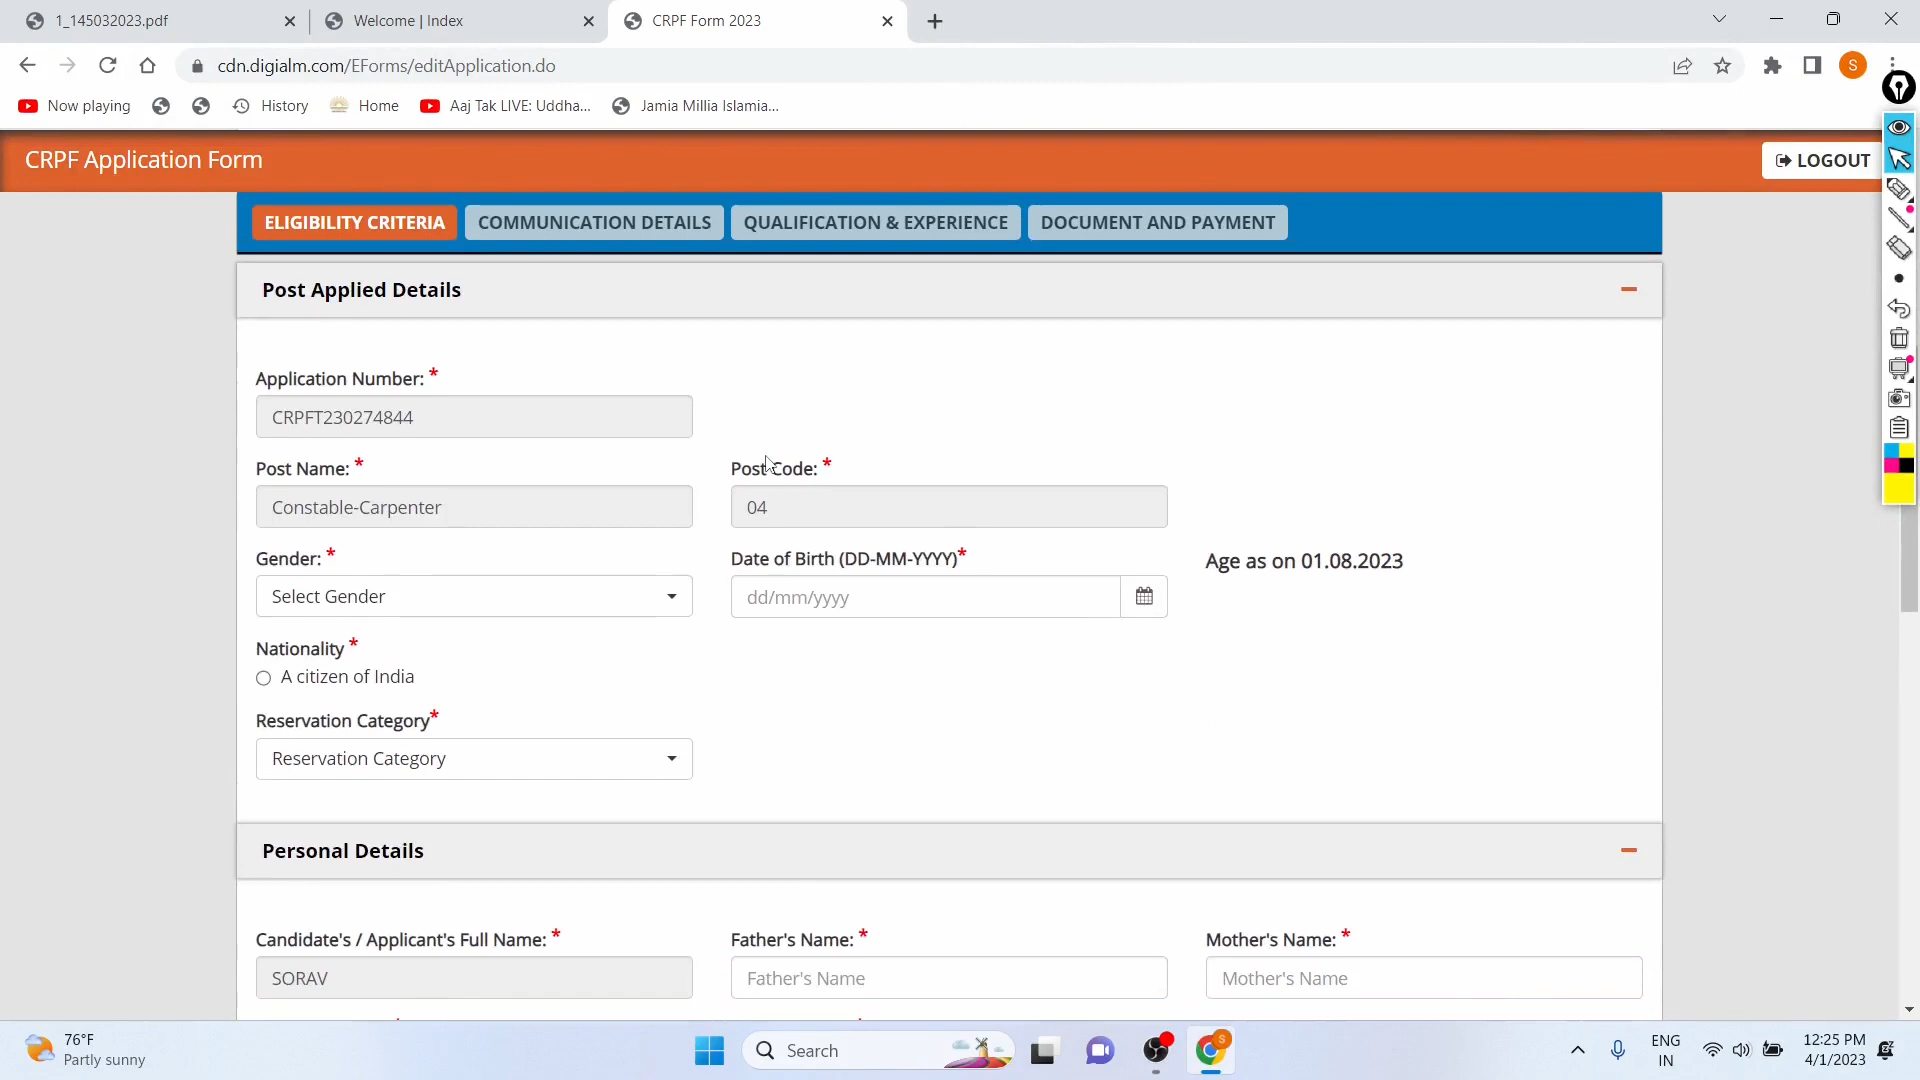 1_145032023.pdf
Welcome | Index
CRPF Form 2023
cdn.digialm.com/EForms/editApplication.do
S
Now playing
History
Home
Aaj Tak LIVE: Uddha...
Jamia Millia Islamia...
CRPF Application Form
LOGOUT
ELIGIBILITY CRITERIA
COMMUNICATION DETAILS
QUALIFICATION & EXPERIENCE
DOCUMENT AND PAYMENT
Post Applied Details
Application Number: *
CRPFT230274844
Post Name: *
Post Code: *
Constable-Carpenter
04
Gender: *
Date of Birth (DD-MM-YYYY)*
Age as on 01.08.2023
Select Gender
dd/mm/yyyy
Nationality *
A citizen of India
Reservation Category*
Reservation Category
Personal Details
Candidate's / Applicant's Full Name: *
Father's Name: *
Mother's Name: *
SORAV
Father's Name
Mother's Name
76°F
Partly sunny
Search
S
ENG
IN
12:25 PM
4/1/2023